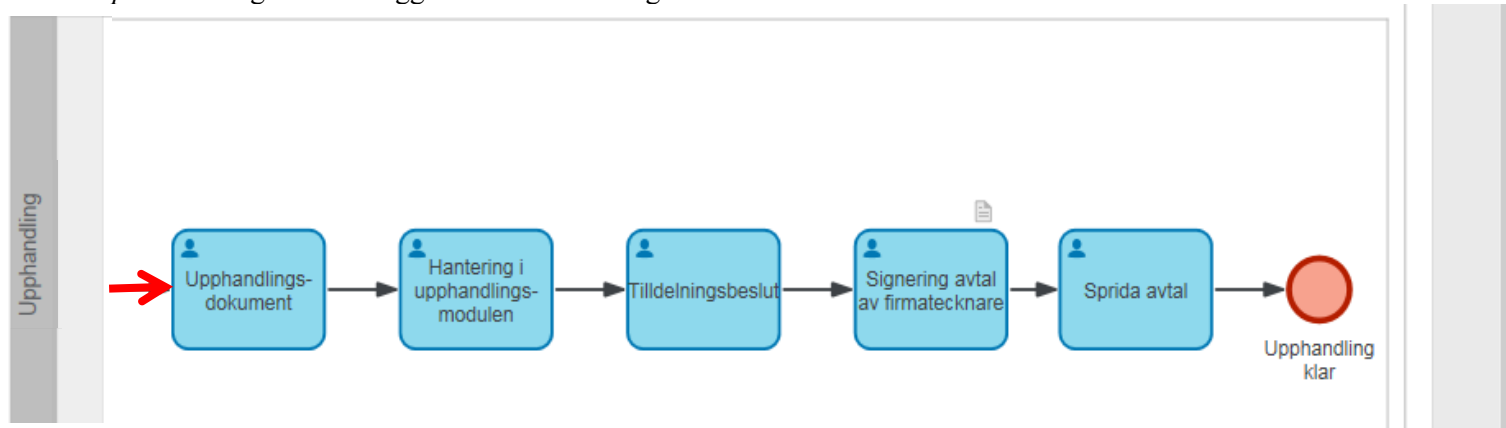 Upphandling
Upphandlings-
dokument
Hantering i
upphandlings-
modulen
Tilldelningsbeslut
Signering avtal
av firmatecknare
Sprida avtal
Upphandling
klar